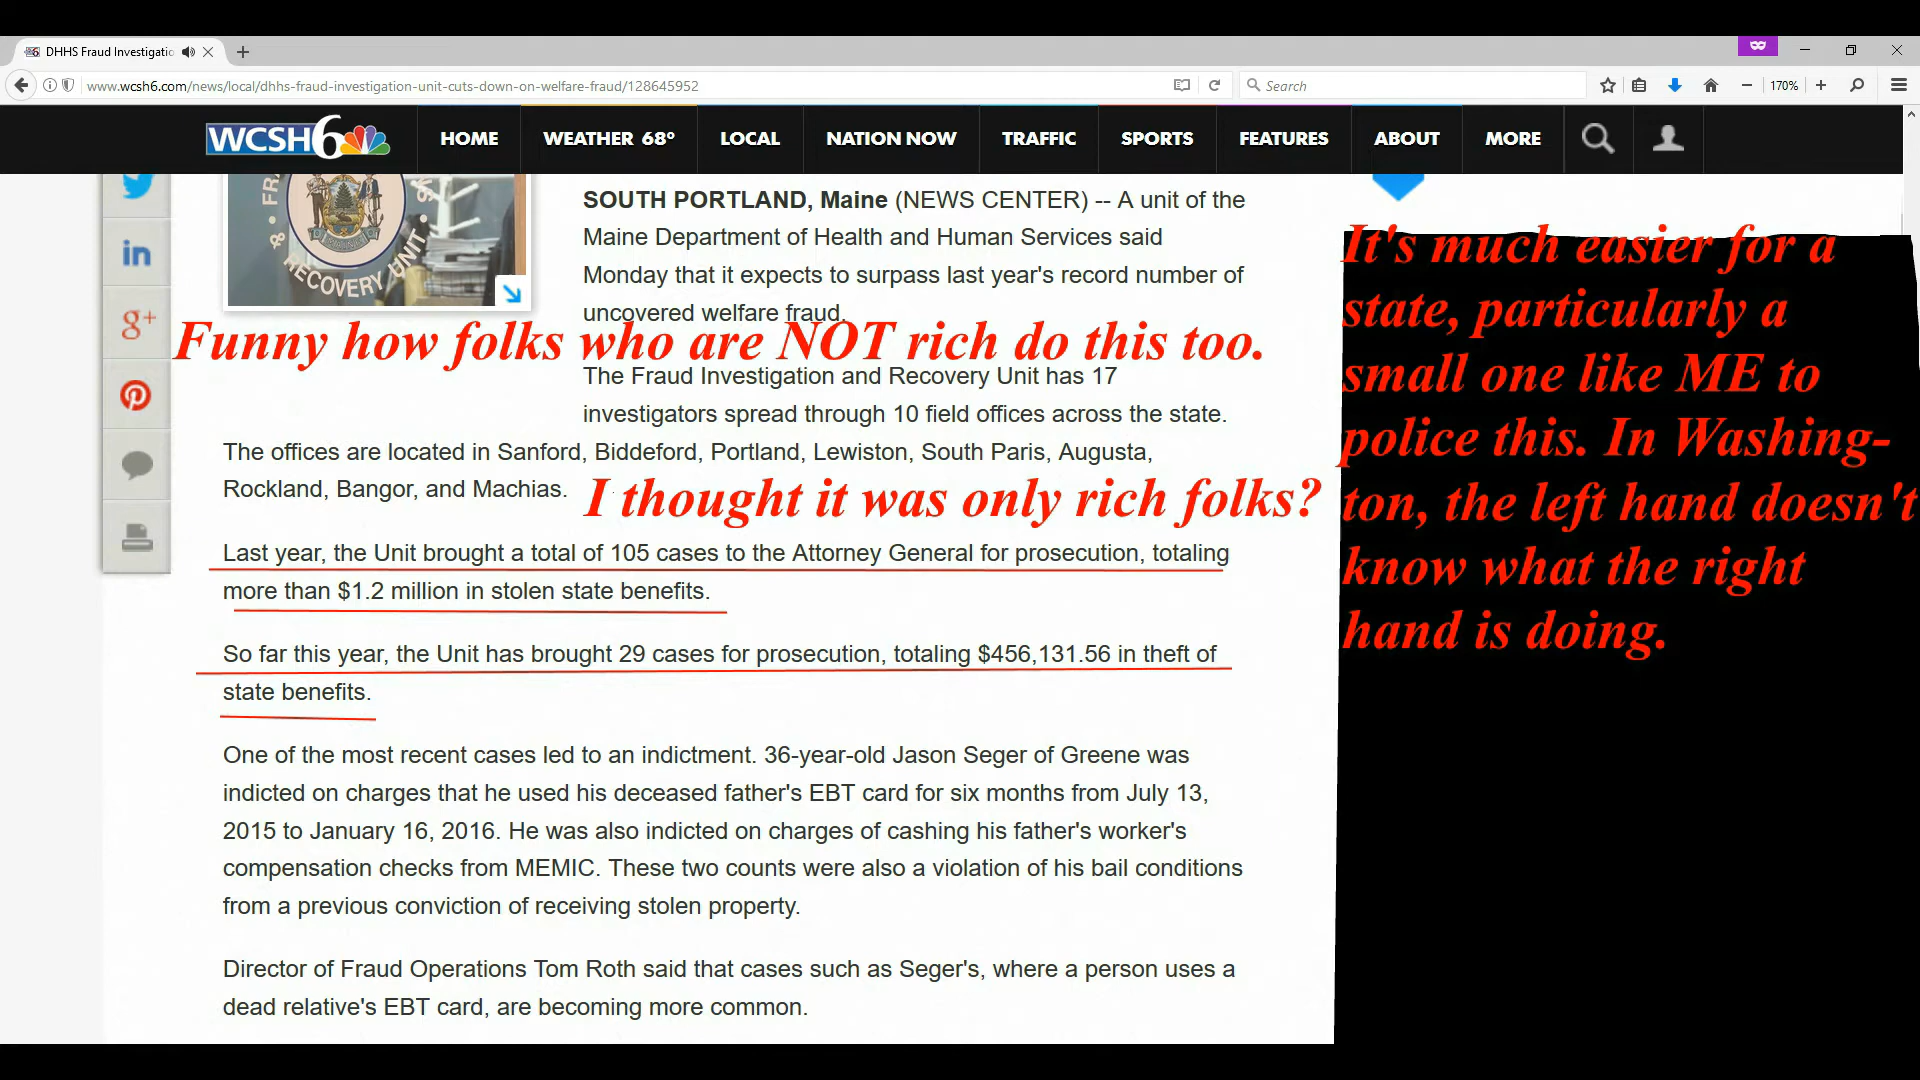 DHHS Fraud Investigatio
www.wcsh6.com/news/local/dhhs-fraud-investigation-unit-cuts-down-on-welfare-fraud/128645952
Search
170%
WCSH6
HOME
WEATHER 68°
LOCAL
NATION NOW
TRAFFIC
SPORTS
FEATURES
ABOUT
MORE
in
g+
& RECOVERY UNIT
SOUTH PORTLAND, Maine (NEWS CENTER) -- A unit of the
Maine Department of Health and Human Services said
Monday that it expects to surpass last year's record number of
uncovered welfare fraud.
Funny how folks who are NOT rich do this too.
The Fraud Investigation and Recovery Unit has 17
investigators spread through 10 field offices across the state.
The offices are located in Sanford, Biddeford, Portland, Lewiston, South Paris, Augusta,
Rockland, Bangor, and Machias.
I thought it was only rich folks?
Last year, the Unit brought a total of 105 cases to the Attorney General for prosecution, totaling
more than $1.2 million in stolen state benefits.
So far this year, the Unit has brought 29 cases for prosecution, totaling $456,131.56 in theft of
state benefits.
One of the most recent cases led to an indictment. 36-year-old Jason Seger of Greene was
indicted on charges that he used his deceased father's EBT card for six months from July 13,
2015 to January 16, 2016. He was also indicted on charges of cashing his father's worker's
compensation checks from MEMIC. These two counts were also a violation of his bail conditions
from a previous conviction of receiving stolen property.
Director of Fraud Operations Tom Roth said that cases such as Seger's, where a person uses a
dead relative's EBT card, are becoming more common.
It's much easier for a
state, particularly a
small one like ME to
police this. In Washing-
ton, the left hand doesn't
know what the right
hand is doing.